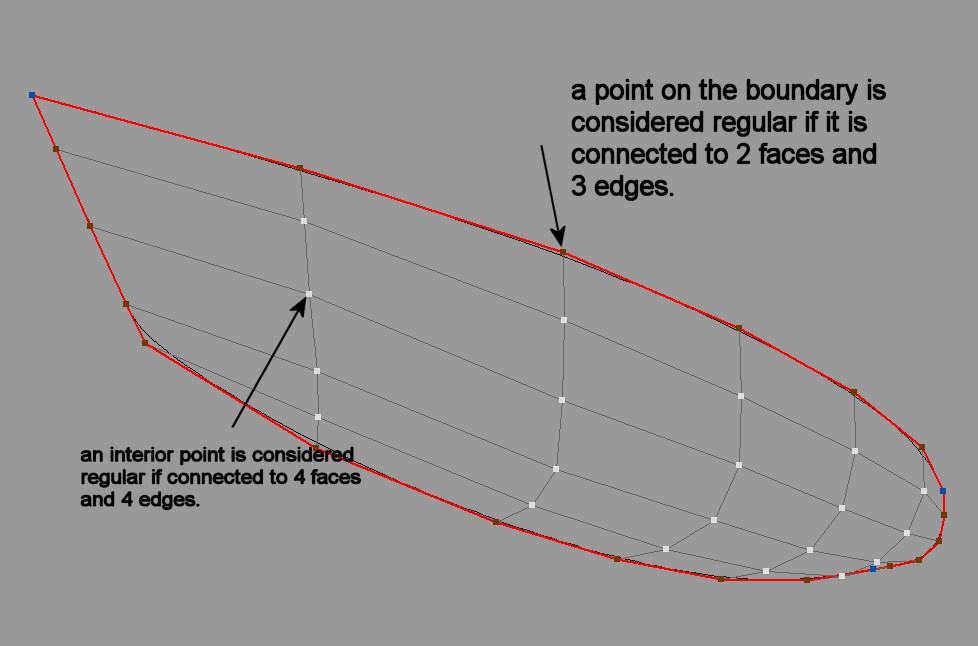 a point on the boundary is
considered regular if it is
connected to 2 faces and
3 edges.
an interior point is considered
regular if connected to 4 faces
and 4 edges.